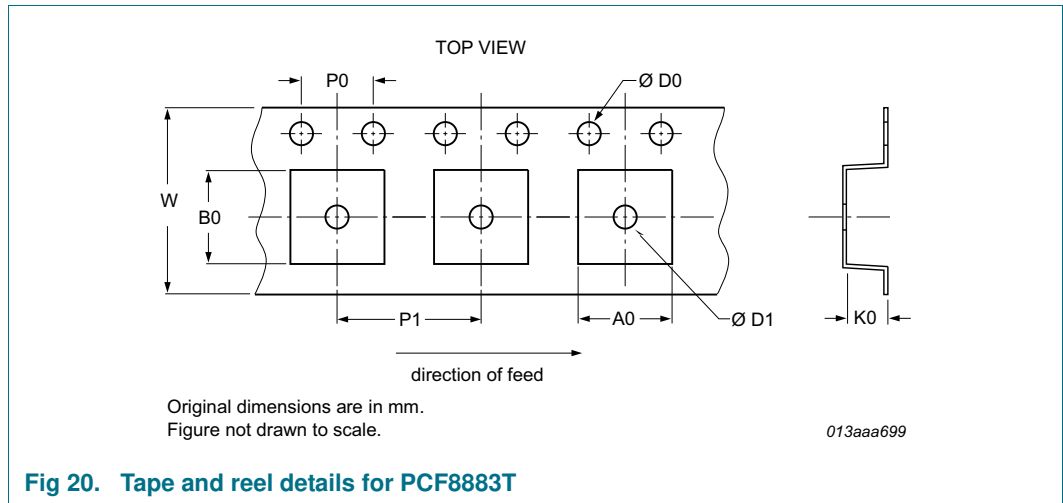 TOP VIEW
P0
Ø D0
W
B0
P1
A0
Ø D1
K0
direction of feed
Original dimensions are in mm.
Figure not drawn to scale.
013aaa699
Fig 20. Tape and reel details for PCF8883T